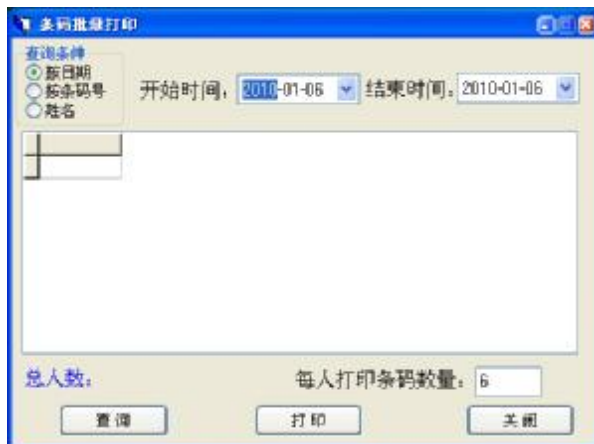 条码批量打印
查询条件
按日期
按条码号
姓名
开始时间: 2010-01-06 结束时间: 2010-01-06
总人数:
每人打印条码数量: 6
查询 打印 关闭